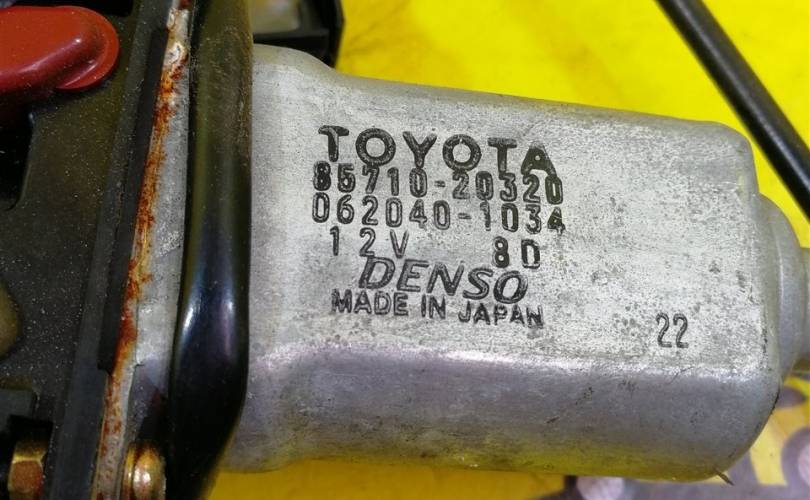 TOYOTA
85710-20320
062040-1034
12V 8D
DENSO
MADE IN JAPAN
22